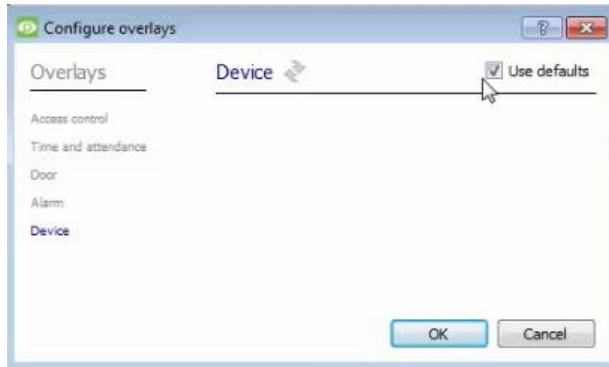 Configure overlays
Overlays
Device
Use defaults
Access control
Time and attendance
Door
Alarm
Device
OK
Cancel